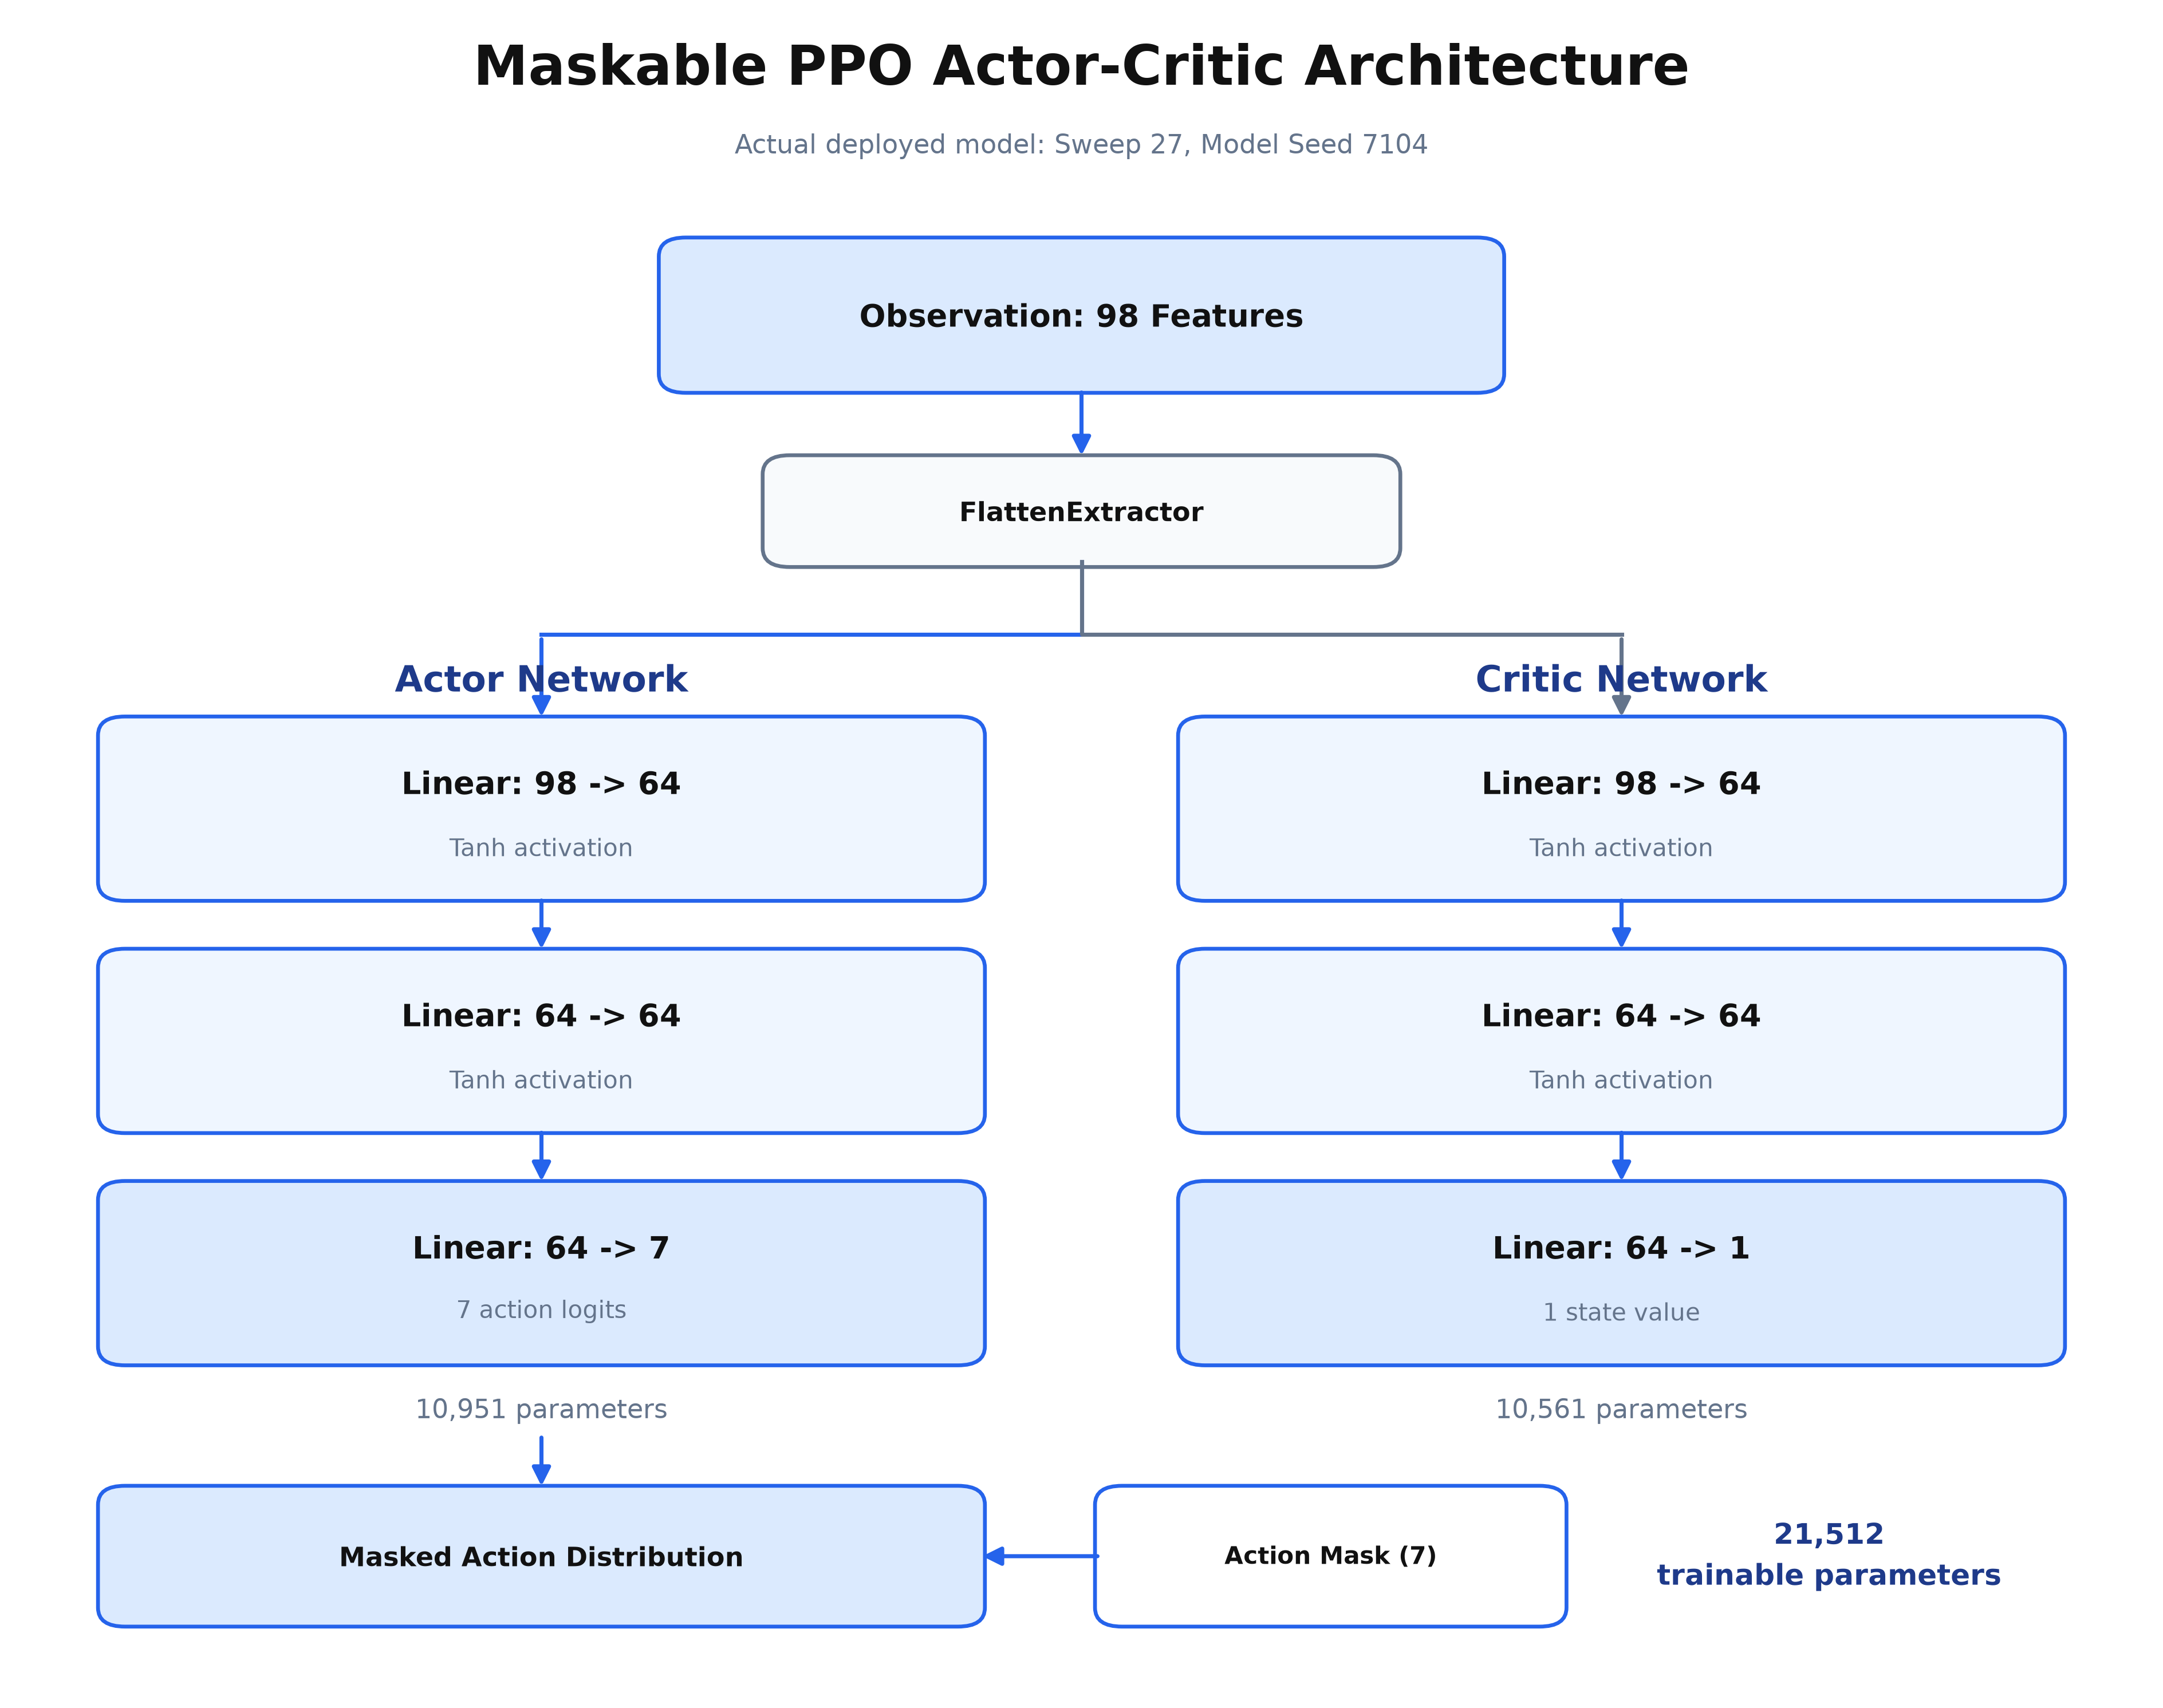 Maskable PPO Actor-Critic Architecture
Actual deployed model: Sweep 27, Model Seed 7104
Observation: 98 Features
FlattenExtractor
Actor Network
Linear: 98 -> 64
Tanh activation
Linear: 64 -> 64
Tanh activation
Linear: 64 -> 7
7 action logits
10,951 parameters
Masked Action Distribution
Critic Network
Linear: 98 -> 64
Tanh activation
Linear: 64 -> 64
Tanh activation
Linear: 64 -> 1
1 state value
10,561 parameters
Action Mask (7)
21,512
trainable parameters